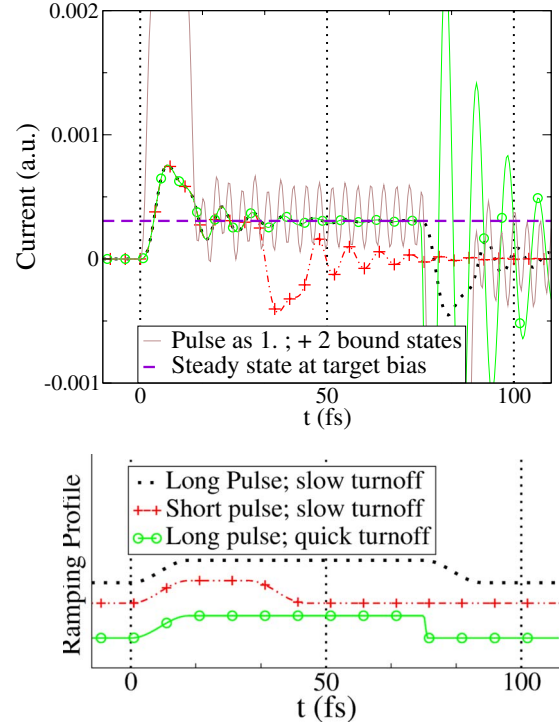 0.002
0.001
0
-0.001
Current (a.u.)
Pulse as 1. ; + 2 bound states
Steady state at target bias
0
50
100
t (fs)
Ramping Profile
Long Pulse; slow turnoff
Short pulse; slow turnoff
Long pulse; quick turnoff
0
50
100
t (fs)